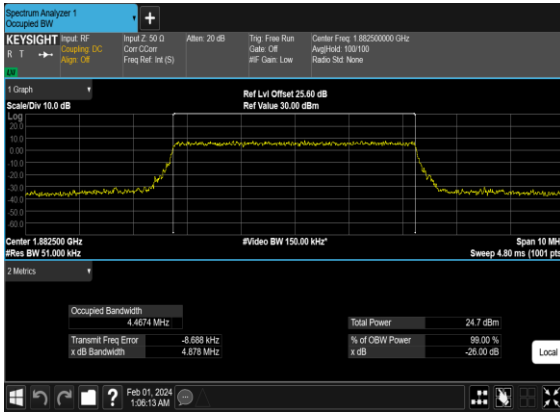 Spectrum Analyzer 1
Occupied BW
KEYSIGHT
R T
LW
Input: RF
Coupling: DC
Align: Off
Input Z: 50 Ω
Corr CCorr
Freq Ref: Int (S)
Atten: 20 dB
Trig: Free Run
Gate: Off
#IF Gain: Low
Center Freq: 1.882500000 GHz
Avg|Hold: 100/100
Radio Std: None
1 Graph
Scale/Div 10.0 dB
Ref Lvl Offset 25.60 dB
Ref Value 30.00 dBm
Log
20.0
10.0
0.00
-10.0
-20.0
-30.0
-40.0
-50.0
-60.0
Center 1.882500 GHz
#Res BW 51.000 kHz
#Video BW 150.00 kHz*
Span 10 MH
Sweep 4.80 ms (1001 pts
2 Metrics
Occupied Bandwidth
4.4674 MHz
Transmit Freq Error -8.688 kHz
x dB Bandwidth 4.878 MHz
Total Power 24.7 dBm
% of OBW Power 99.00 %
x dB -26.00 dB
Local
?
Feb 01, 2024
1:06:13 AM